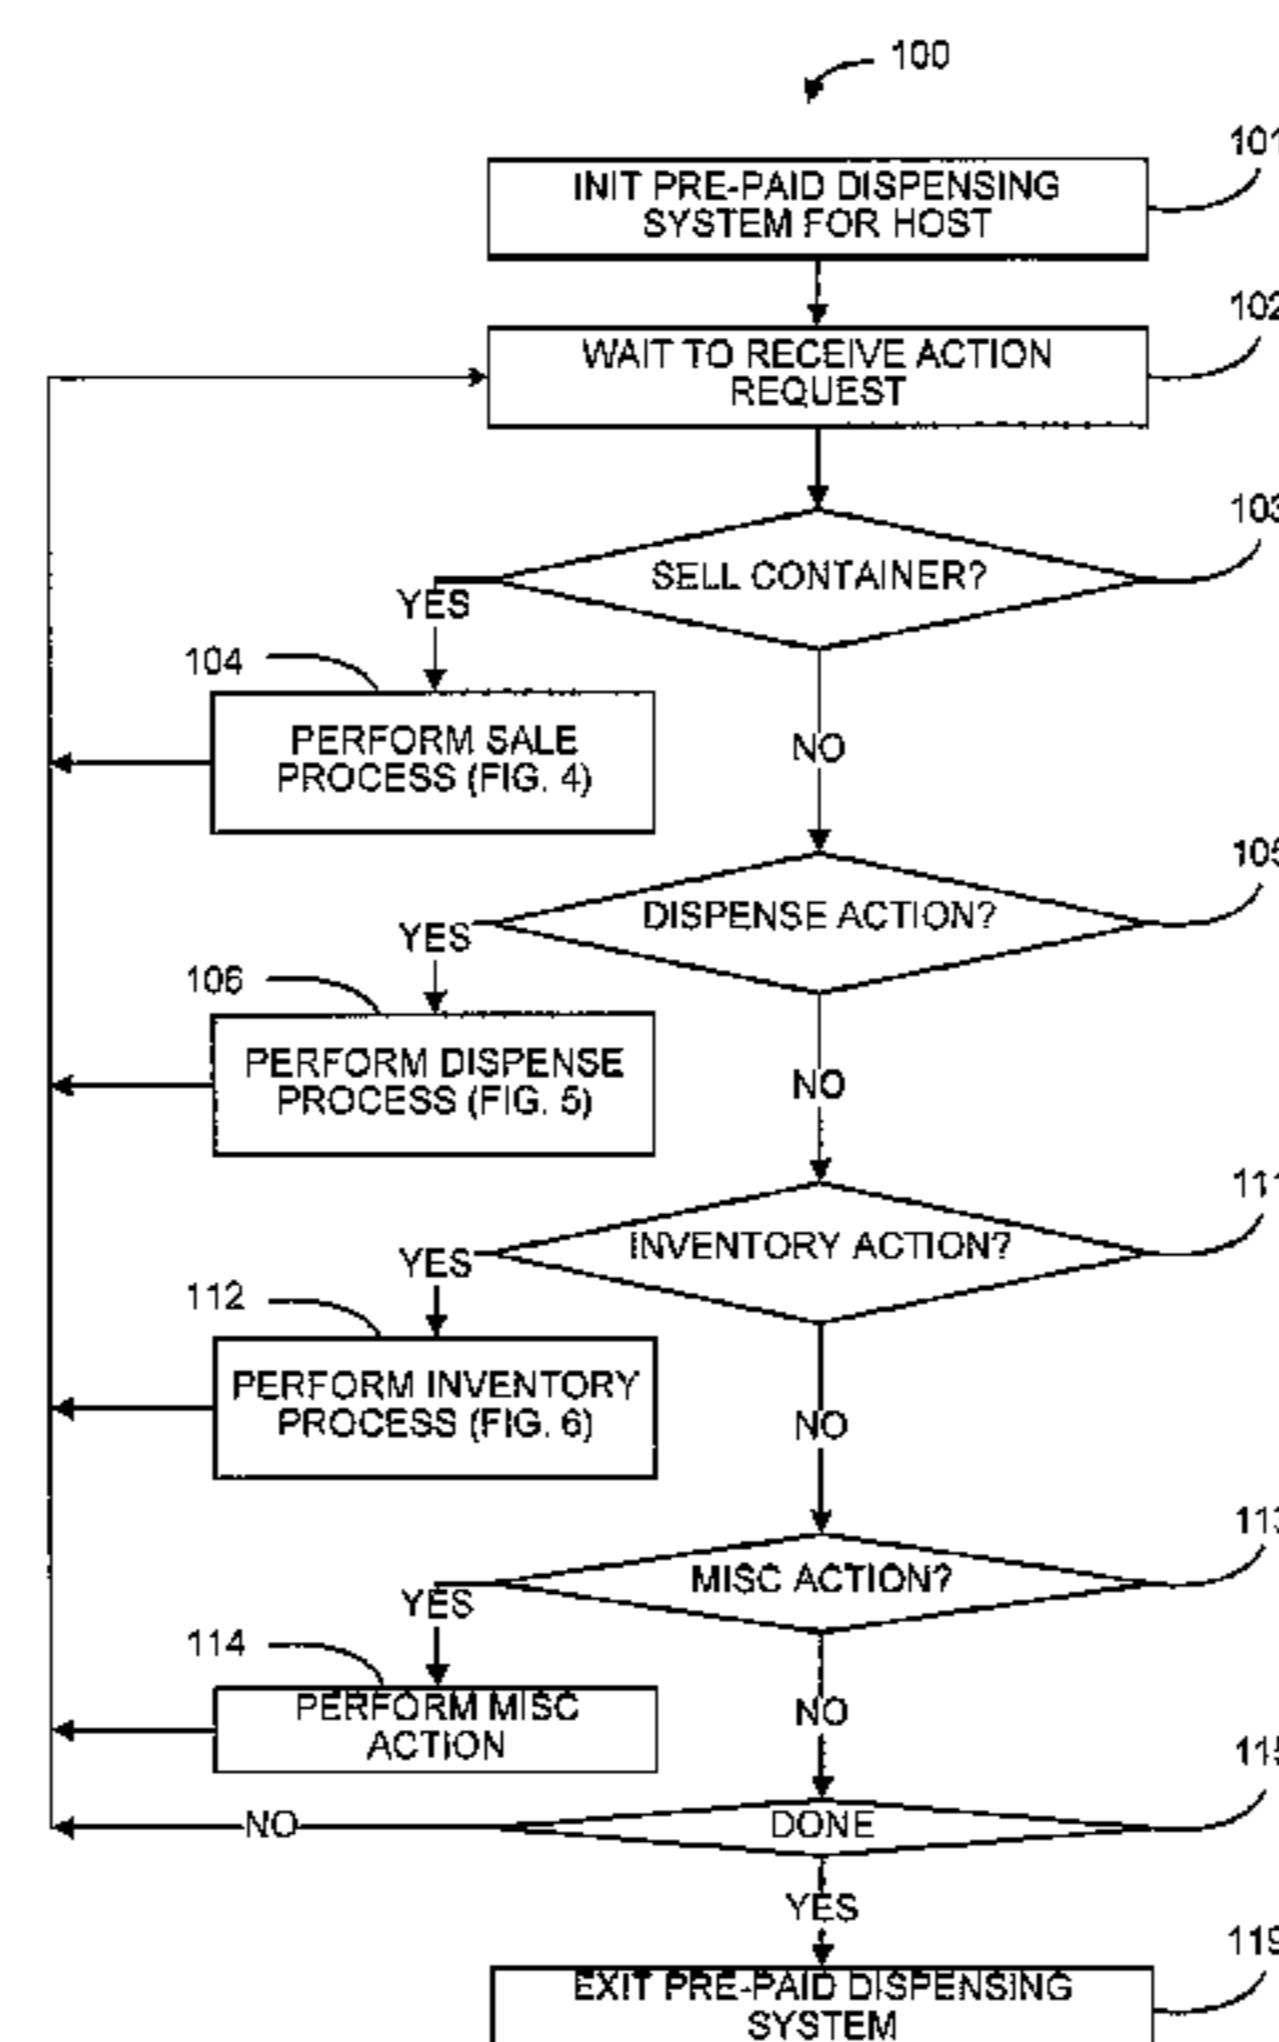 100
101
INIT PRE-PAID DISPENSING
SYSTEM FOR HOST
102
WAIT TO RECEIVE ACTION
REQUEST
103
SELL CONTAINER?
YES
104
PERFORM SALE
PROCESS (FIG. 4)
NO
105
DISPENSE ACTION?
YES
106
PERFORM DISPENSE
PROCESS (FIG. 5)
NO
111
INVENTORY ACTION?
YES
112
PERFORM INVENTORY
PROCESS (FIG. 6)
NO
113
MISC ACTION?
YES
114
PERFORM MISC
ACTION
NO
115
DONE
NO
YES
119
EXIT PRE-PAID DISPENSING
SYSTEM